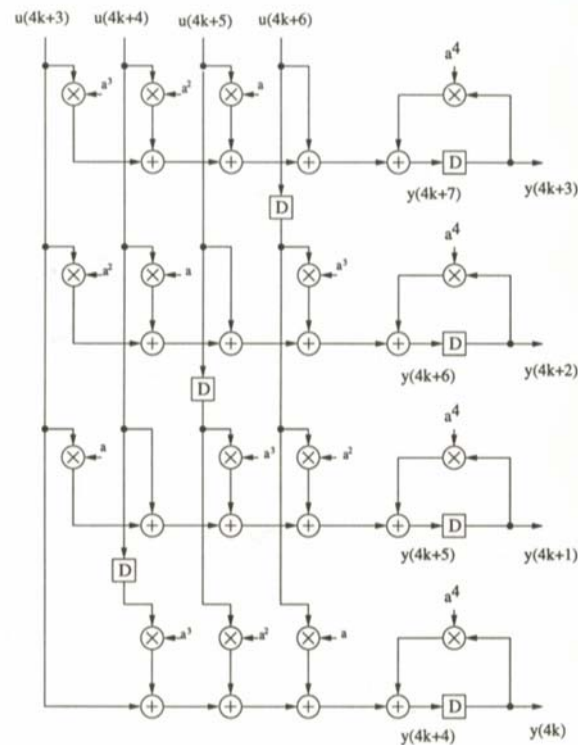 u(4k+3) u(4k+4) u(4k+5) u(4k+6)
a⁴
a³ a² a
D
y(4k+7) y(4k+3)
D
a⁴
a² a a³
D
y(4k+6) y(4k+2)
D
a⁴
a a³ a²
D
y(4k+5) y(4k+1)
D
a⁴
a³ a² a
D
y(4k+4) y(4k)